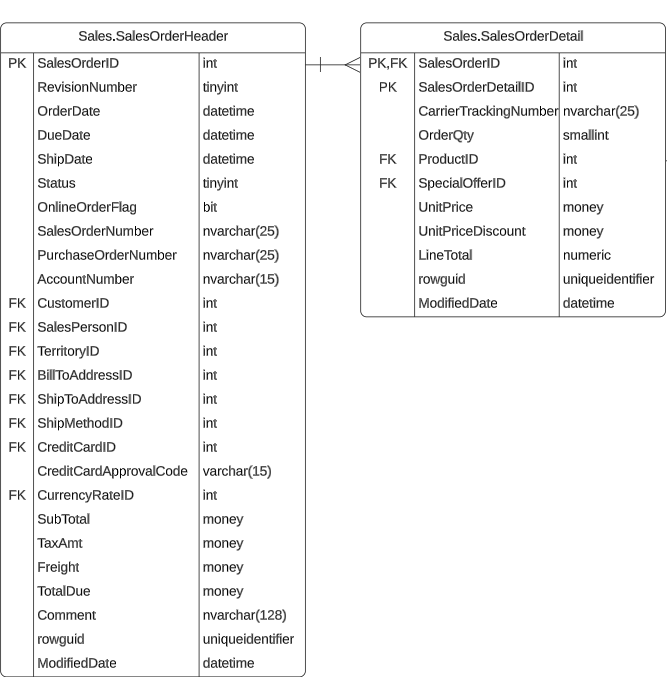 Sales.SalesOrderHeader
PK SalesOrderID int
RevisionNumber tinyint
OrderDate datetime
DueDate datetime
ShipDate datetime
Status tinyint
OnlineOrderFlag bit
SalesOrderNumber nvarchar(25)
PurchaseOrderNumber nvarchar(25)
AccountNumber nvarchar(15)
FK CustomerID int
FK SalesPersonID int
FK TerritoryID int
FK BillToAddressID int
FK ShipToAddressID int
FK ShipMethodID int
FK CreditCardID int
CreditCardApprovalCode varchar(15)
FK CurrencyRateID int
SubTotal money
TaxAmt money
Freight money
TotalDue money
Comment nvarchar(128)
rowguid uniqueidentifier
ModifiedDate datetime
Sales.SalesOrderDetail
PK,FK SalesOrderID int
PK SalesOrderDetailID int
CarrierTrackingNumber nvarchar(25)
OrderQty smallint
FK ProductID int
FK SpecialOfferID int
UnitPrice money
UnitPriceDiscount money
LineTotal numeric
rowguid uniqueidentifier
ModifiedDate datetime